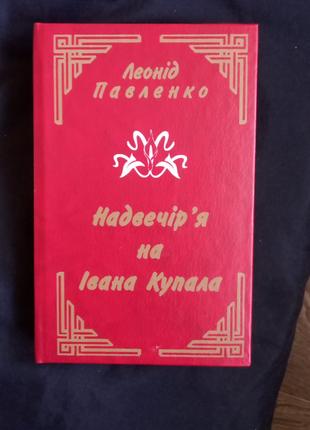 Леонід
Павленко
Надвечір'я
на
Івана Купала